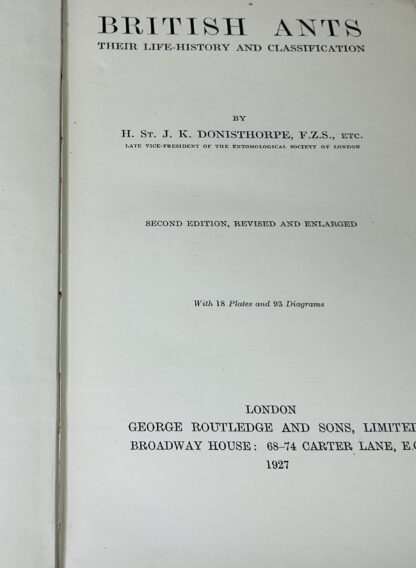 BRITISH ANTS
THEIR LIFE-HISTORY AND CLASSIFICATION
BY
H. St. J. K. DONISTHORPE, F.Z.S., ETC.
LATE VICE-PRESIDENT OF THE ENTOMOLOGICAL SOCIETY OF LONDON
SECOND EDITION, REVISED AND ENLARGED
With 18 Plates and 93 Diagrams
LONDON
GEORGE ROUTLEDGE AND SONS, LIMITED
BROADWAY HOUSE: 68–74 CARTER LANE, E.C
1927